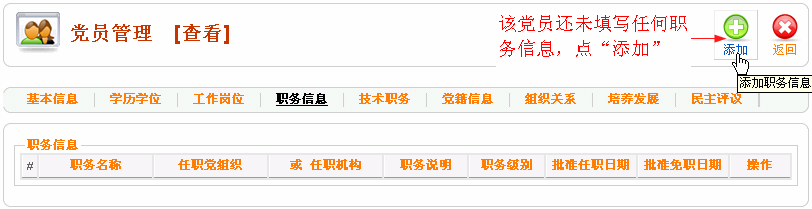 党员管理 [查看]
该党员还未填写任何职
务信息，点“添加”
添加
返回
添加职务信息
基本信息 学历学位 工作岗位 职务信息 技术职务 党籍信息 组织关系 培养发展 民主评议
职务信息
# 职务名称 任职党组织 或 任职机构 职务说明 职务级别 批准任职日期 批准免职日期 操作